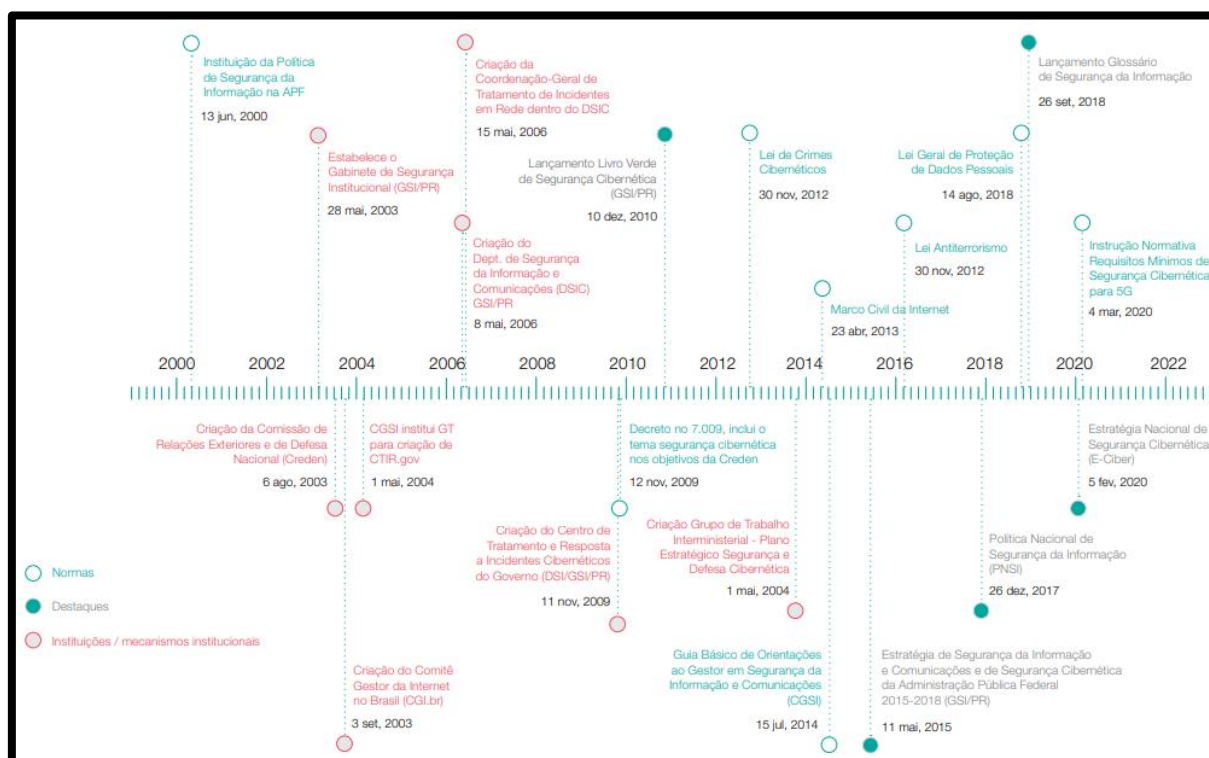 Instituição da Política
de Segurança da
Informação na APF
13 jun, 2000
Estabelece o
Gabinete de Segurança
Institucional (GSI/PR)
28 mai, 2003
Criação da
Coordenação-Geral de
Tratamento de Incidentes
em Rede dentro do DSIC
15 mai, 2006
Criação do
Dept. de Segurança
da Informação e
Comunicações (DSIC)
GSI/PR
8 mai, 2006
Lançamento Livro Verde
de Segurança Cibernética
(GSI/PR)
10 dez, 2010
Lei de Crimes
Cibernéticos
30 nov, 2012
Marco Civil da Internet
23 abr, 2013
Lei Antiterrorismo
30 nov, 2012
Lei Geral de Proteção
de Dados Pessoais
14 ago, 2018
Lançamento Glossário
de Segurança da Informação
26 set, 2018
Instrução Normativa
Requisitos Mínimos de
Segurança Cibernética
para 5G
4 mar, 2020
2000 2002 2004 2006 2008 2010 2012 2014 2016 2018 2020 2022
Criação da Comissão de
Relações Exteriores e de Defesa
Nacional (Creden)
6 ago, 2003
CGSI institui GT
para criação de
CTIR.gov
1 mai, 2004
Decreto no 7.009, inclui o
tema segurança cibernética
nos objetivos da Creden
12 nov, 2009
Estratégia Nacional de
Segurança Cibernética
(E-Ciber)
5 fev, 2020
Criação do Centro de
Tratamento e Resposta
a Incidentes Cibernéticos
do Governo (DSI/GSI/PR)
11 nov, 2009
Criação Grupo de Trabalho
Interministerial - Plano
Estratégico Segurança e
Defesa Cibernética
1 mai, 2004
Política Nacional de
Segurança da Informação
(PNSI)
26 dez, 2017
Normas
Destaques
Instituições / mecanismos institucionais
Criação do Comitê
Gestor da Internet
no Brasil (CGI.br)
3 set, 2003
Guia Básico de Orientações
ao Gestor em Segurança da
Informação e Comunicações
(CGSI)
15 jul, 2014
Estratégia de Segurança da Informação
e Comunicações e de Segurança Cibernética
da Administração Pública Federal
2015-2018 (GSI/PR)
11 mai, 2015